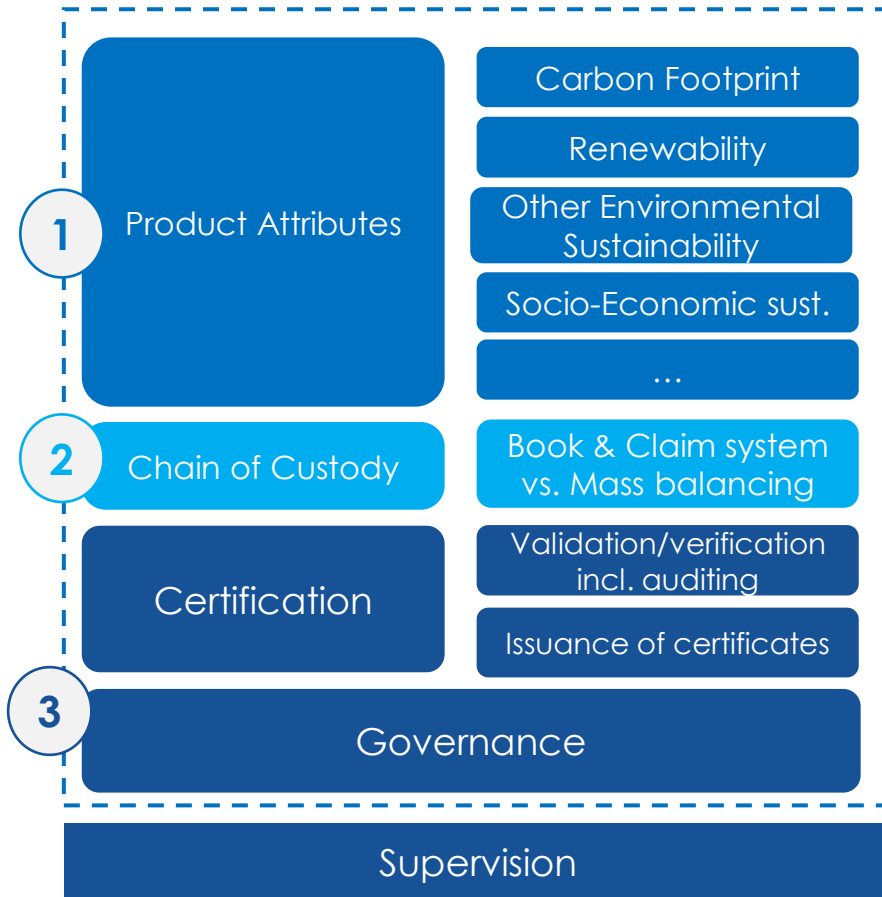 Carbon Footprint
Renewability
1
Product Attributes
Other Environmental
Sustainability
Socio-Economic sust.
...
2
Chain of Custody
Book & Claim system
vs. Mass balancing
Certification
Validation/verification
incl. auditing
Issuance of certificates
3
Governance
Supervision